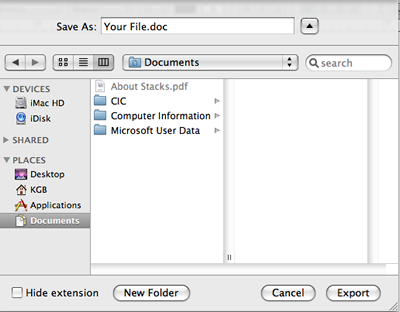 Save As: Your File.doc
Documents
search
DEVICES
iMac HD
iDisk
SHARED
PLACES
Desktop
KGB
Applications
Documents
About Stacks.pdf
CIC
Computer Information
Microsoft User Data
Hide extension
New Folder
Cancel
Export